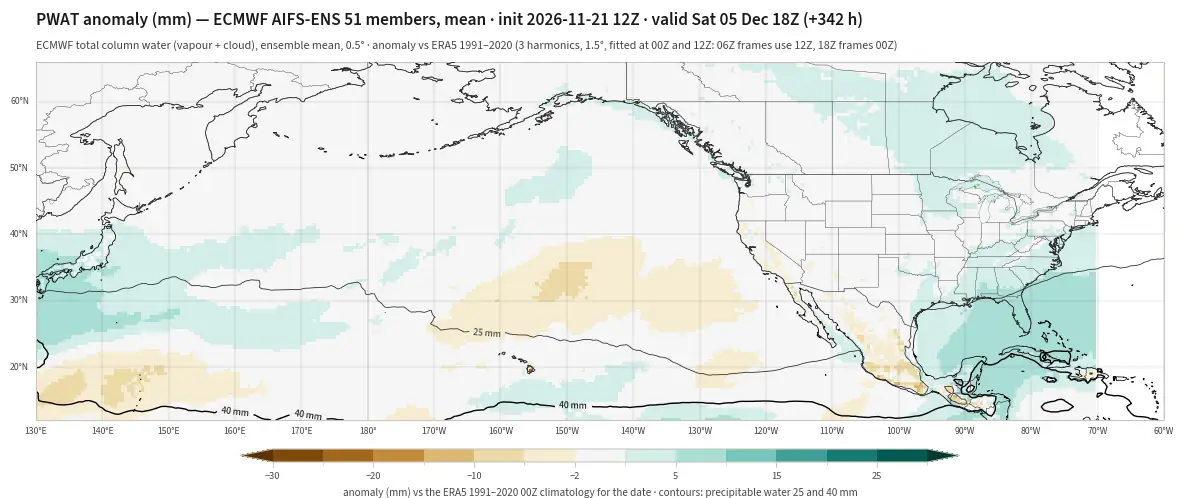 PWAT anomaly (mm) — ECMWF AIFS-ENS 51 members, mean · init 2026-11-21 12Z · valid Sat 05 Dec 18Z (+342 h)
ECMWF total column water (vapour + cloud), ensemble mean, 0.5° · anomaly vs ERA5 1991–2020 (3 harmonics, 1.5°, fitted at 00Z and 12Z: 06Z frames use 12Z, 18Z frames 00Z)
60°N
50°N
40°N
30°N
20°N
25 mm
40 mm
40 mm
40 mm
130°E 140°E 150°E 160°E 170°E 180° 170°W 160°W 150°W 140°W 130°W 120°W 110°W 100°W 90°W 80°W 70°W 60°W
−30 −20 −10 −2 5 15 25
anomaly (mm) vs the ERA5 1991–2020 00Z climatology for the date · contours: precipitable water 25 and 40 mm